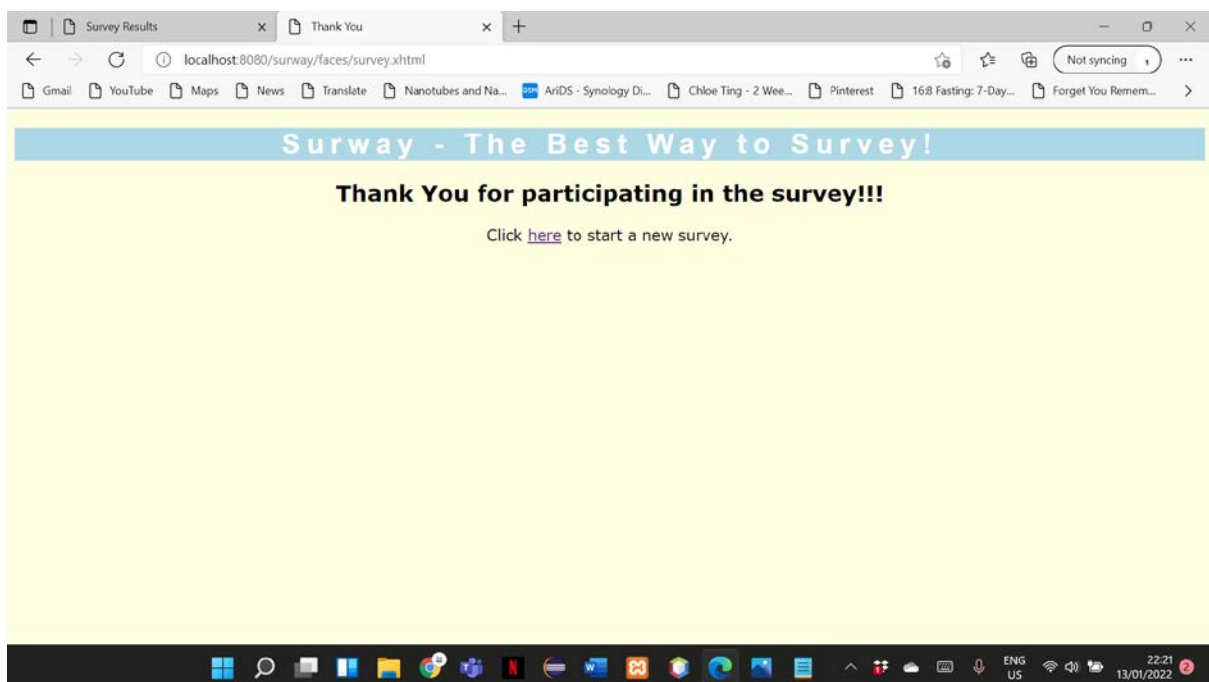 Survey Results
Thank You
localhost:8080/surway/faces/survey.xhtml
Not syncing
Gmail YouTube Maps News Translate Nanotubes and Na... AriDS - Synology Di... Chloe Ting - 2 Wee... Pinterest 16:8 Fasting: 7-Day... Forget You Remem...
Surway - The Best Way to Survey!
Thank You for participating in the survey!!!
Click here to start a new survey.
ENG
US
22:21
13/01/2022
2